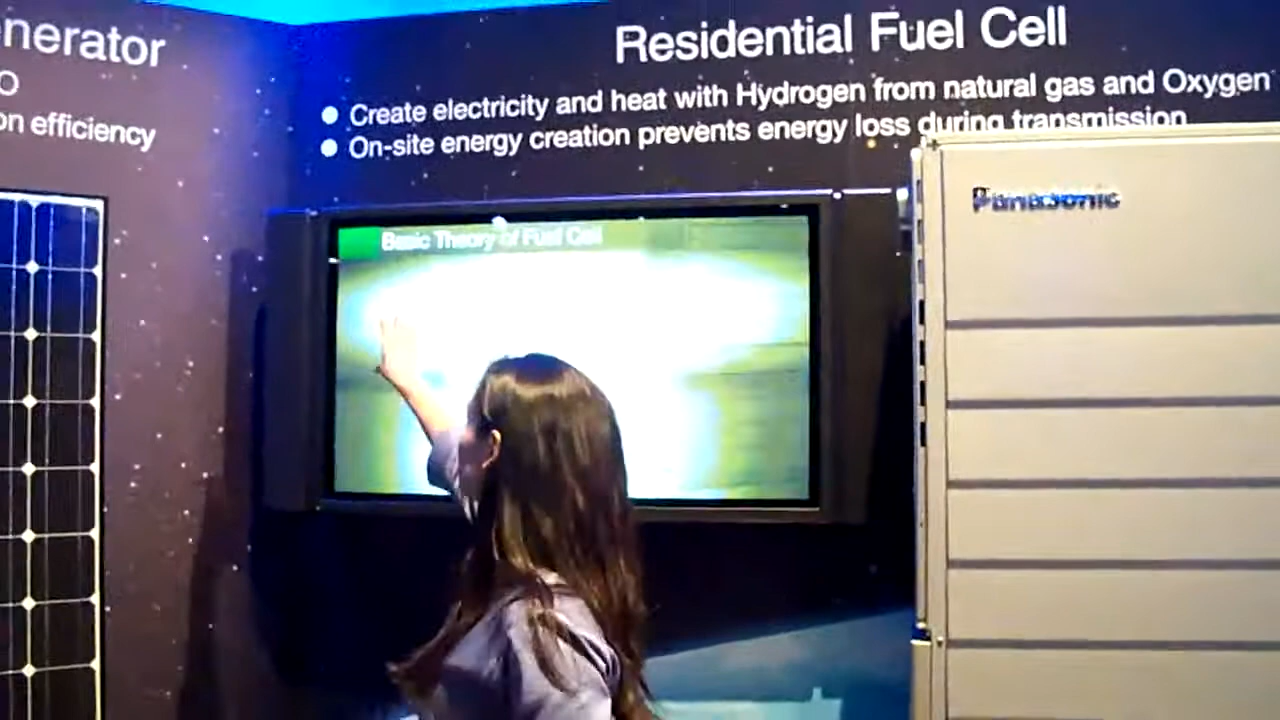 enerator
O
on efficiency
Residential Fuel Cell
● Create electricity and heat with Hydrogen from natural gas and Oxygen
● On-site energy creation prevents energy loss during transmission
Basic Theory of Fuel Cell
Panasonic